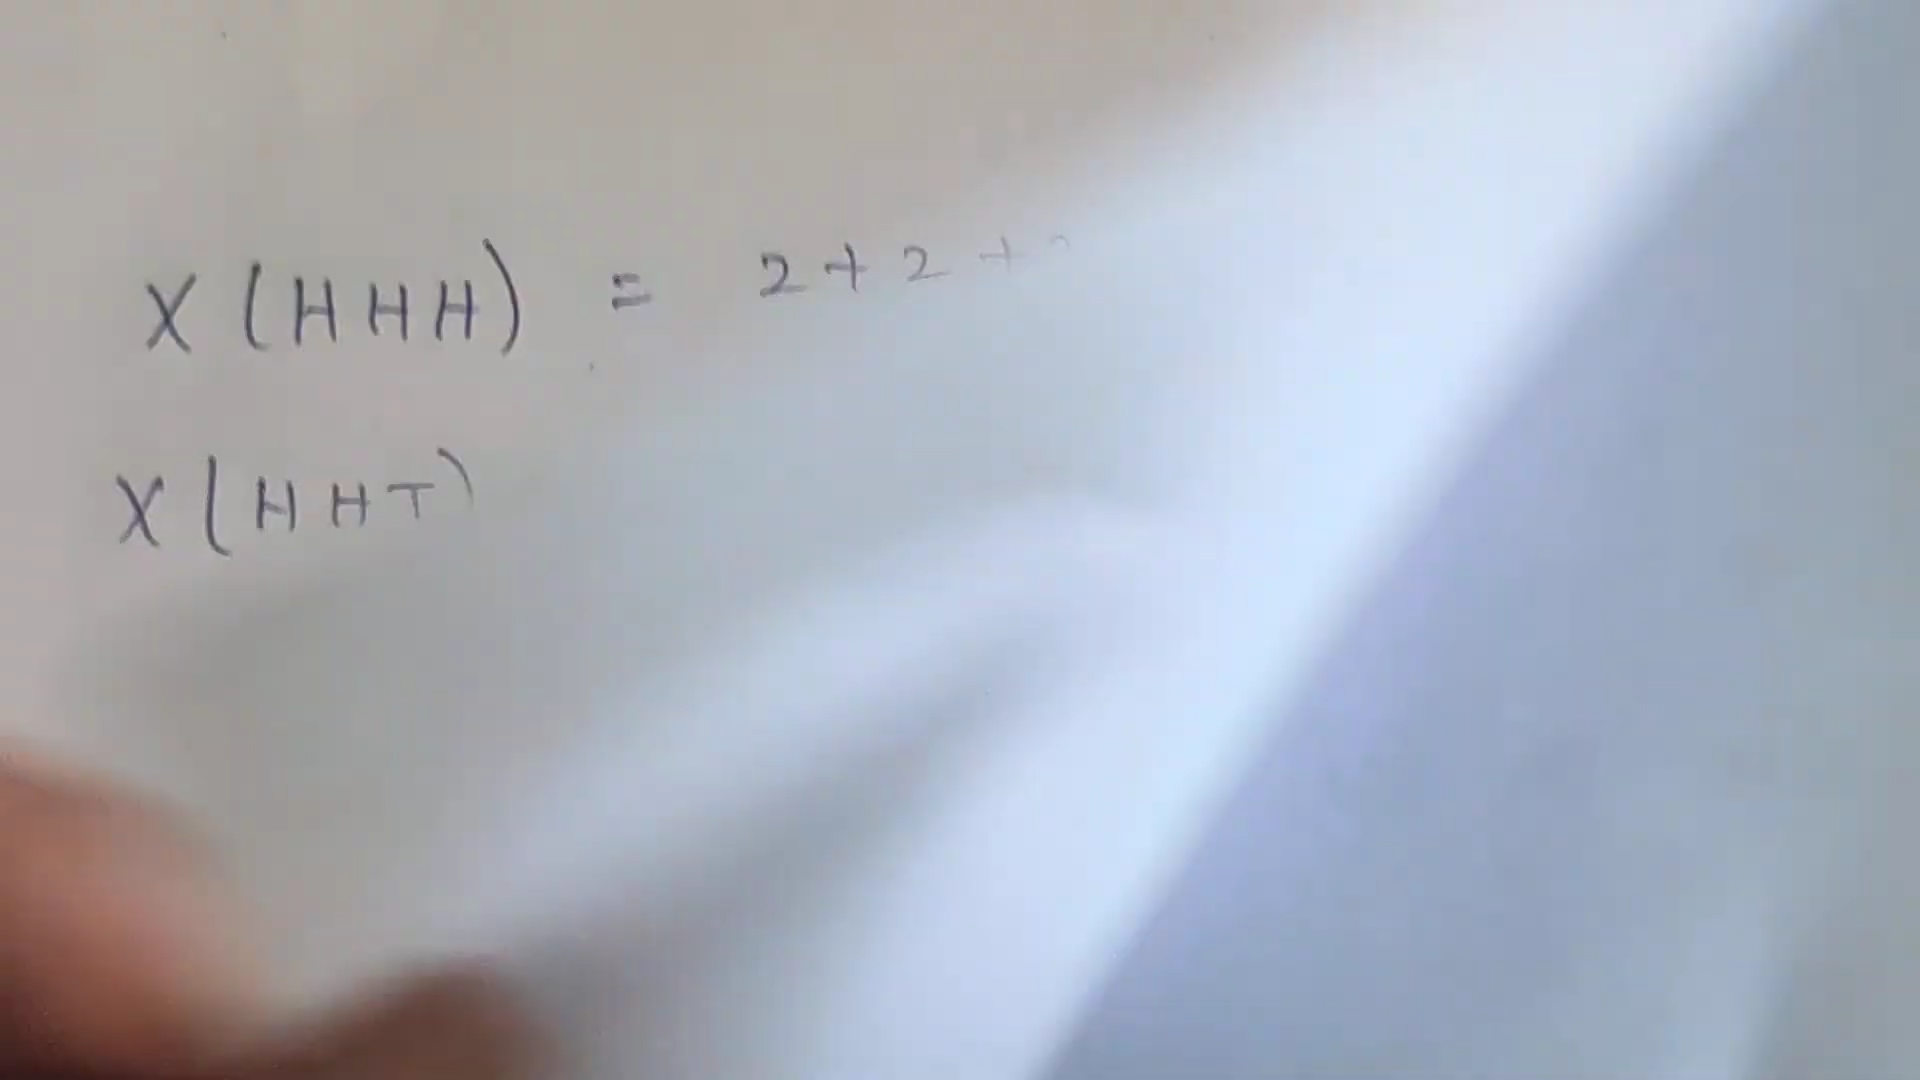 X (HHH) = 2 + 2 +
X (HHT)